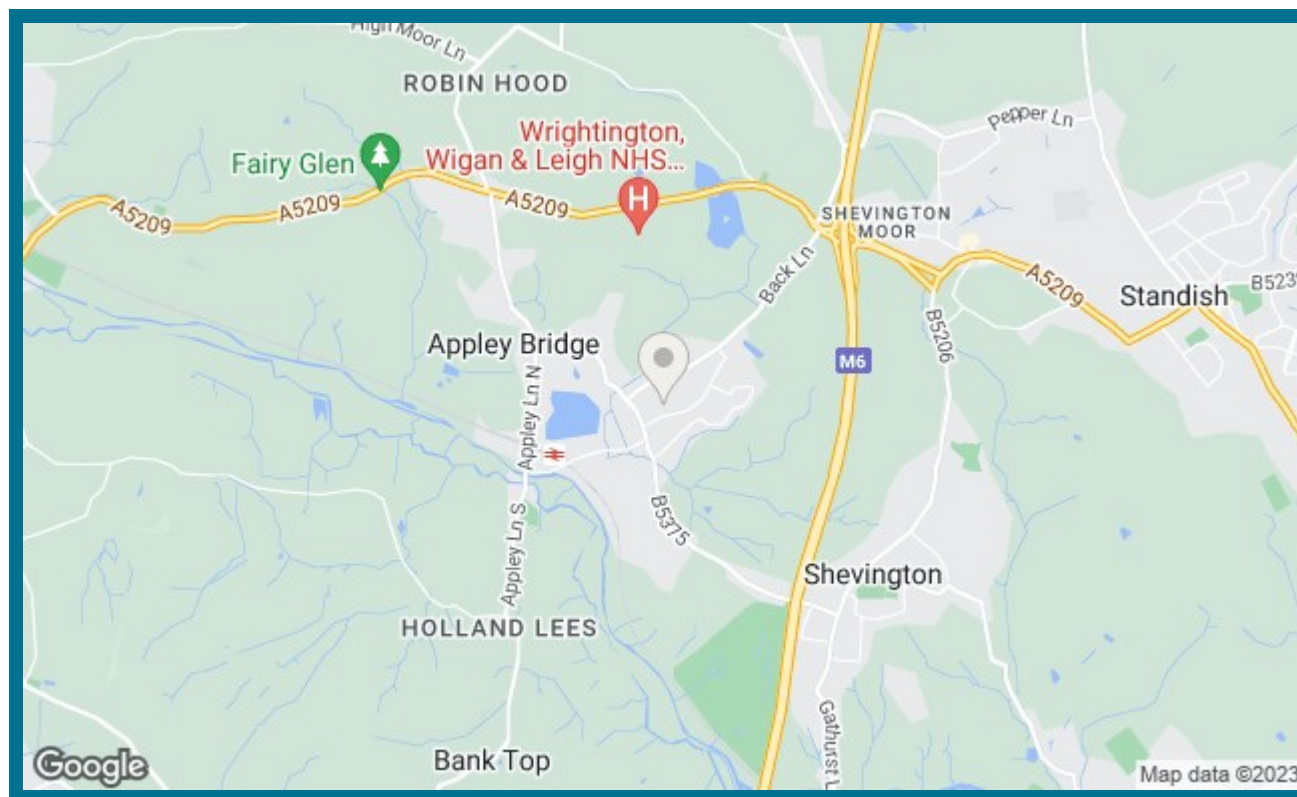 High Moor Ln
ROBIN HOOD
Pepper Ln
Wrightington,
Wigan & Leigh NHS...
Fairy Glen
H
A5209
A5209
A5209
SHEVINGTON
MOOR
Back Ln
A5209
Standish
B5206
Appley Bridge
M6
Appley Ln N
B5375
Appley Ln S
Shevington
HOLLAND LEES
Gathurst L
Bank Top
Google
Map data ©2023